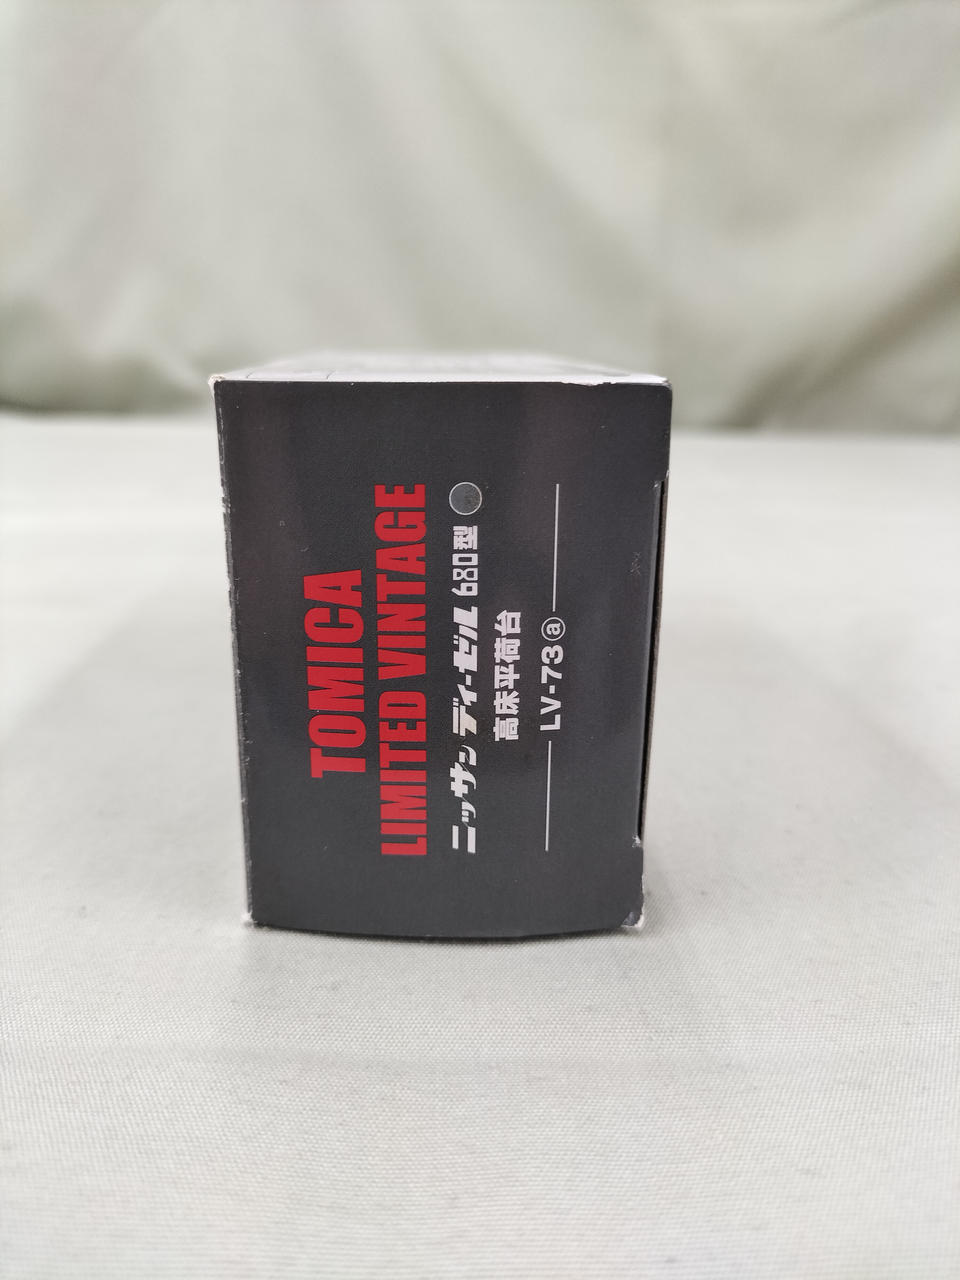 TOMICA
LIMITED VINTAGE
ニッサン ディーゼル 680型
高床平荷台
LV-73ⓐ